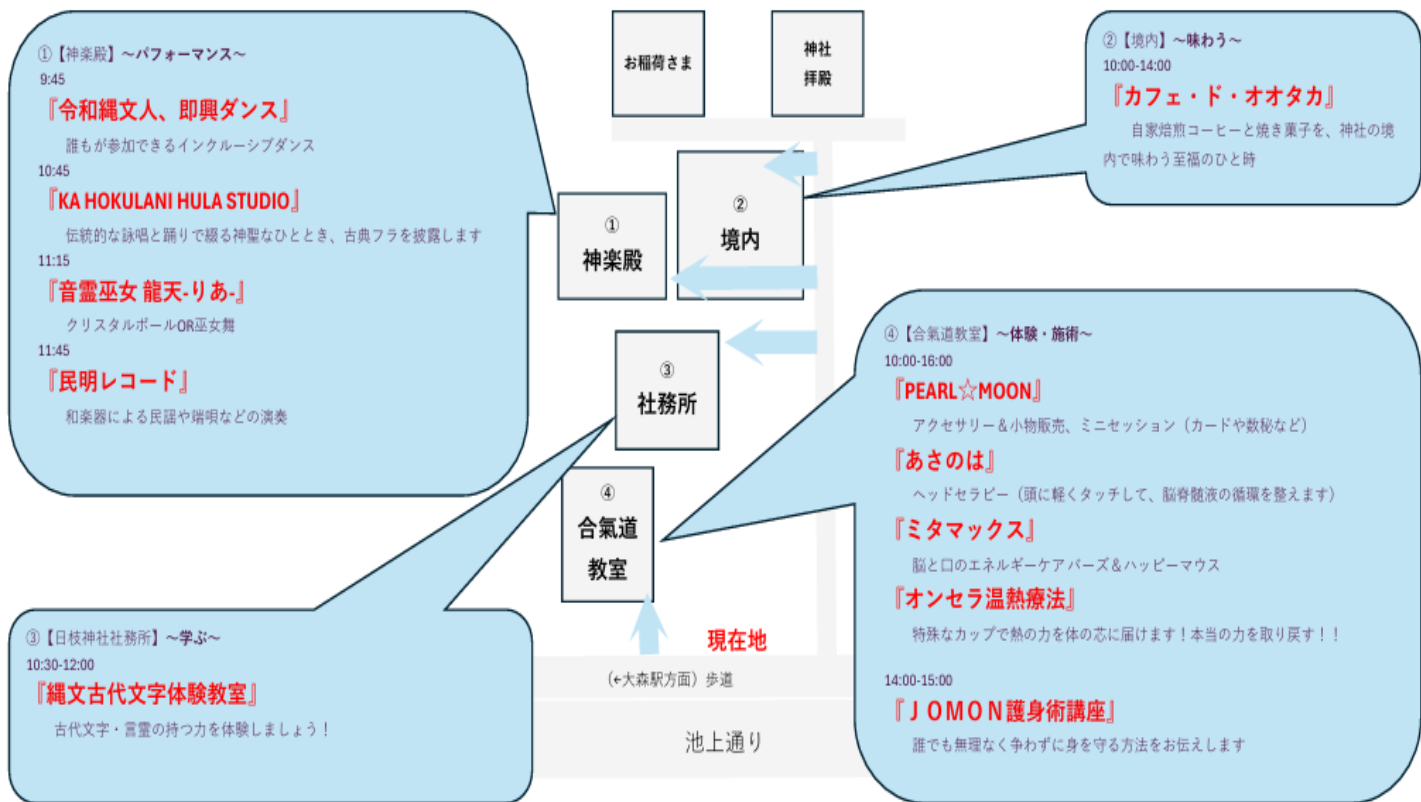 ①【神楽殿】～パフォーマンス～
9:45
『令和縄文人、即興ダンス』
誰もが参加できるインクルーシブダンス
10:45
『KA HOKULANI HULA STUDIO』
伝統的な詠唱と踊りで綴る神聖なひととき、古典フラを披露します
11:15
『音霊巫女 龍天-りあ-』
クリスタルボールOR巫女舞
11:45
『民明レコード』
和楽器による民謡や端唄などの演奏
お稲荷さま
神社
拝殿
②【境内】～味わう～
10:00-14:00
『カフェ・ド・オオタカ』
自家焙煎コーヒーと焼き菓子を、神社の境
内で味わう至福のひと時
①
神楽殿
②
境内
③
社務所
④
合氣道
教室
③【日枝神社社務所】～学ぶ～
10:30-12:00
『縄文古代文字体験教室』
古代文字・言霊の持つ力を体験しましょう！
④【合氣道教室】～体験・施術～
10:00-16:00
『PEARL☆MOON』
アクセサリー＆小物販売、ミニセッション（カードや数秘など）
『あさのは』
ヘッドセラピー（頭に軽くタッチして、脳脊髄液の循環を整えます）
『ミタマックス』
脳と口のエネルギーケア バーズ＆ハッピーマウス
『オンセラ温熱療法』
特殊なカップで熱の力を体の芯に届けます！本当の力を取り戻す！！
14:00-15:00
『ＪＯＭＯＮ護身術講座』
誰でも無理なく争わずに身を守る方法をお伝えします
現在地
(←大森駅方面）歩道
池上通り